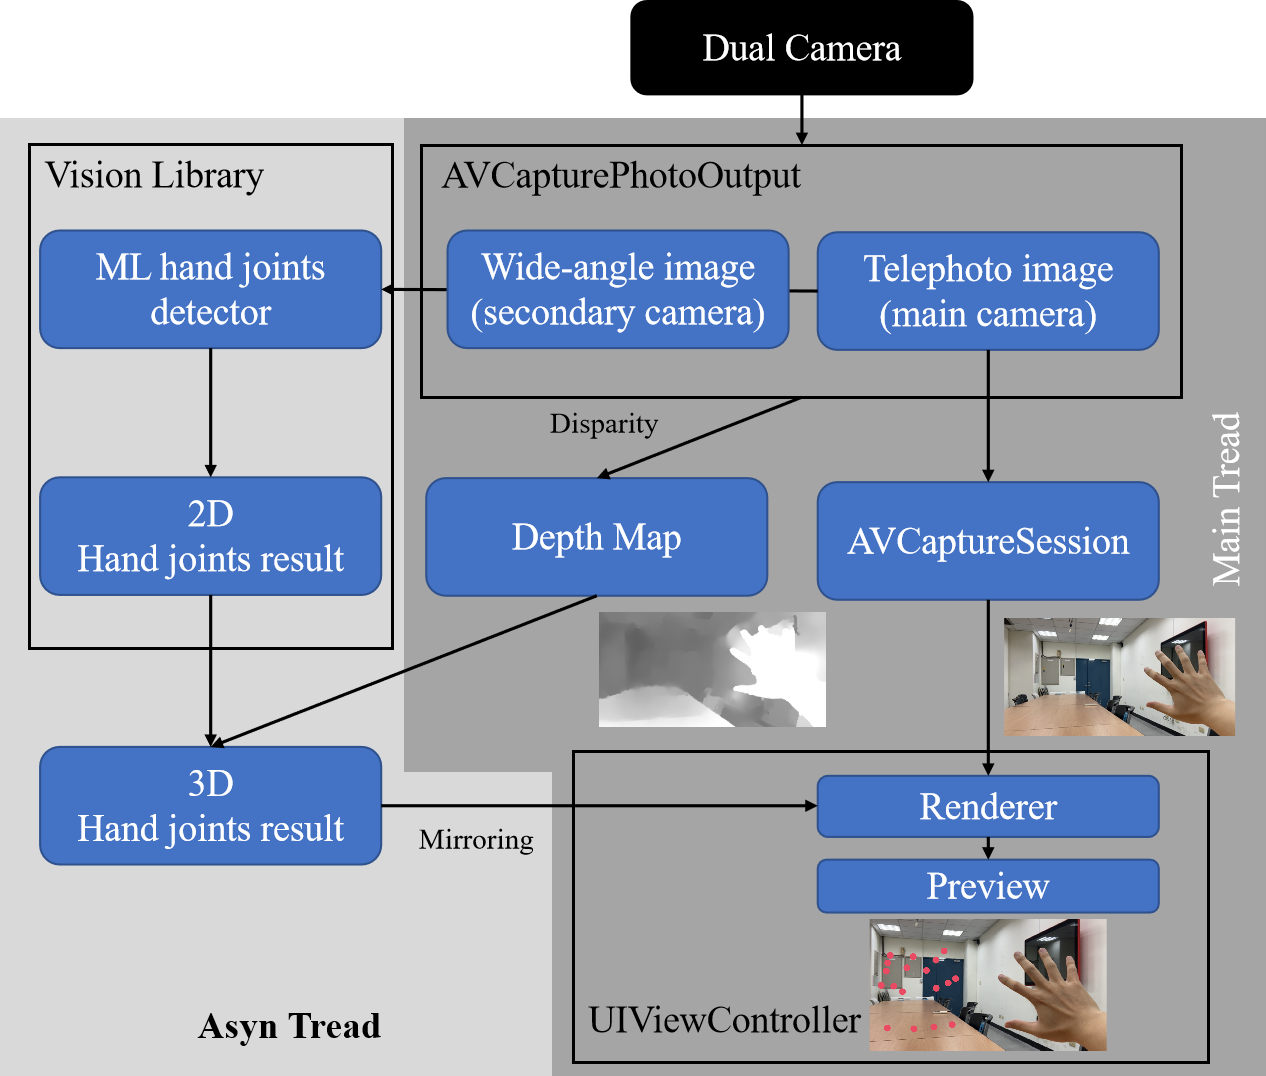 Dual Camera
Vision Library
AVCapturePhotoOutput
ML hand joints
detector
Wide-angle image
(secondary camera)
Telephoto image
(main camera)
Disparity
Main Tread
2D
Hand joints result
Depth Map
AVCaptureSession
3D
Hand joints result
Mirroring
Renderer
Preview
UIViewController
Asyn Tread